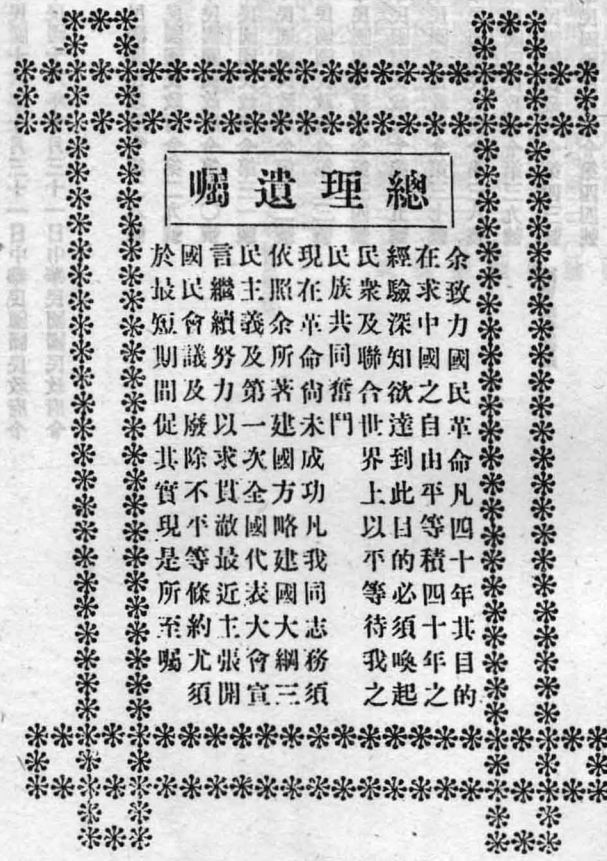 總理遺囑
余致力國民革命凡四十年其目的
在求中國之自由平等積四十年之
經驗深知欲達到此目的必須喚起
民衆及聯合世界上以平等待我之
民族共同奮鬥
現在革命尚未成功凡我同志務須
依照余所著建國方略建國大綱三
民主義及第一次全國代表大會宣
言繼續努力以求貫澈最近主張開
國民會議及廢除不平等條約尤須
於最短期間促其實現是所至囑